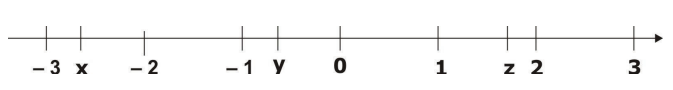 – 3 x – 2 – 1 y 0 1 z 2 3